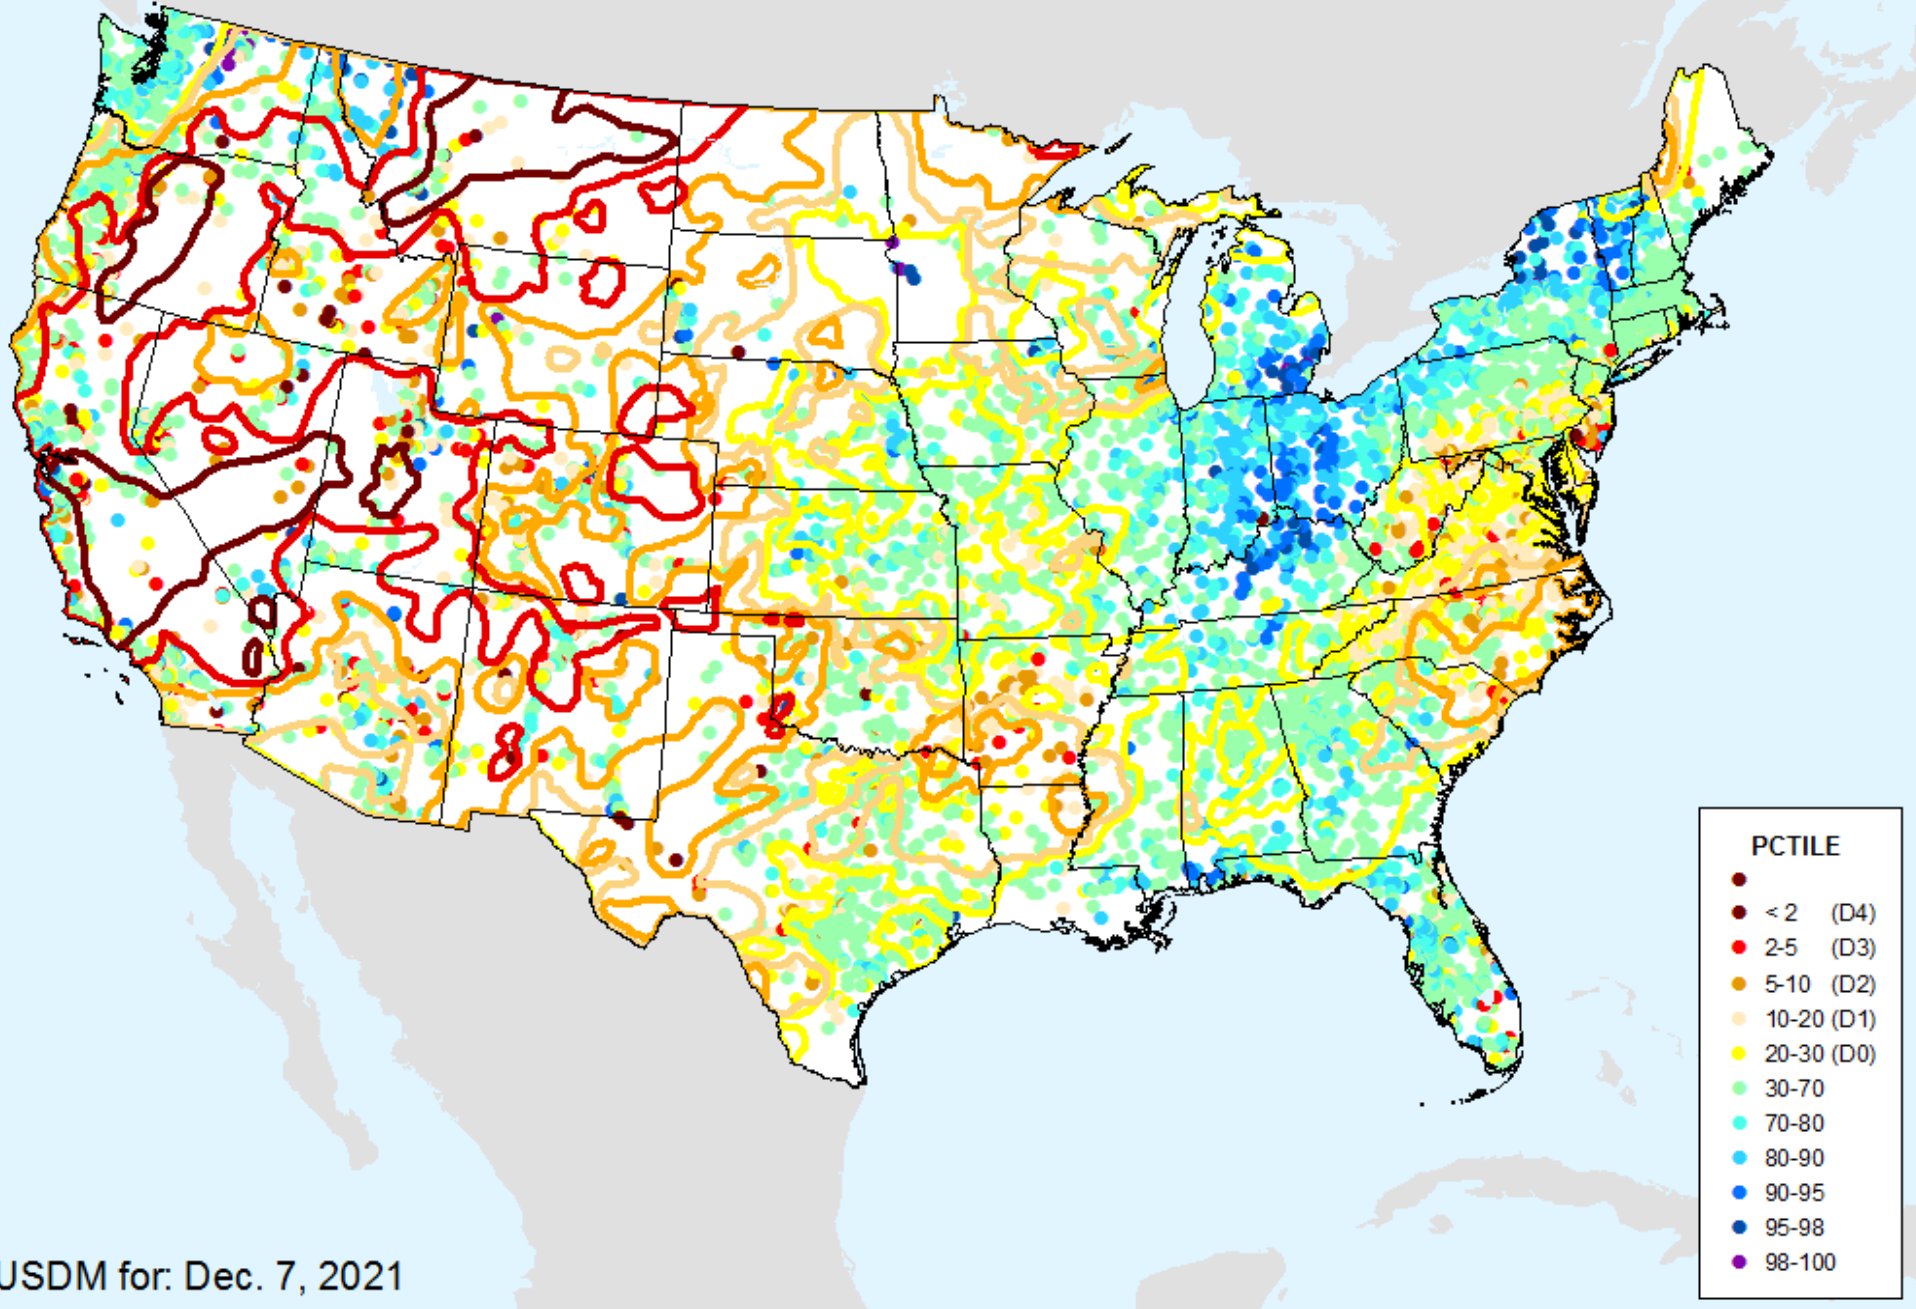 PCTILE
< 2 (D4)
2-5 (D3)
5-10 (D2)
10-20 (D1)
20-30 (D0)
30-70
70-80
80-90
90-95
95-98
98-100
USDM for: Dec. 7, 2021